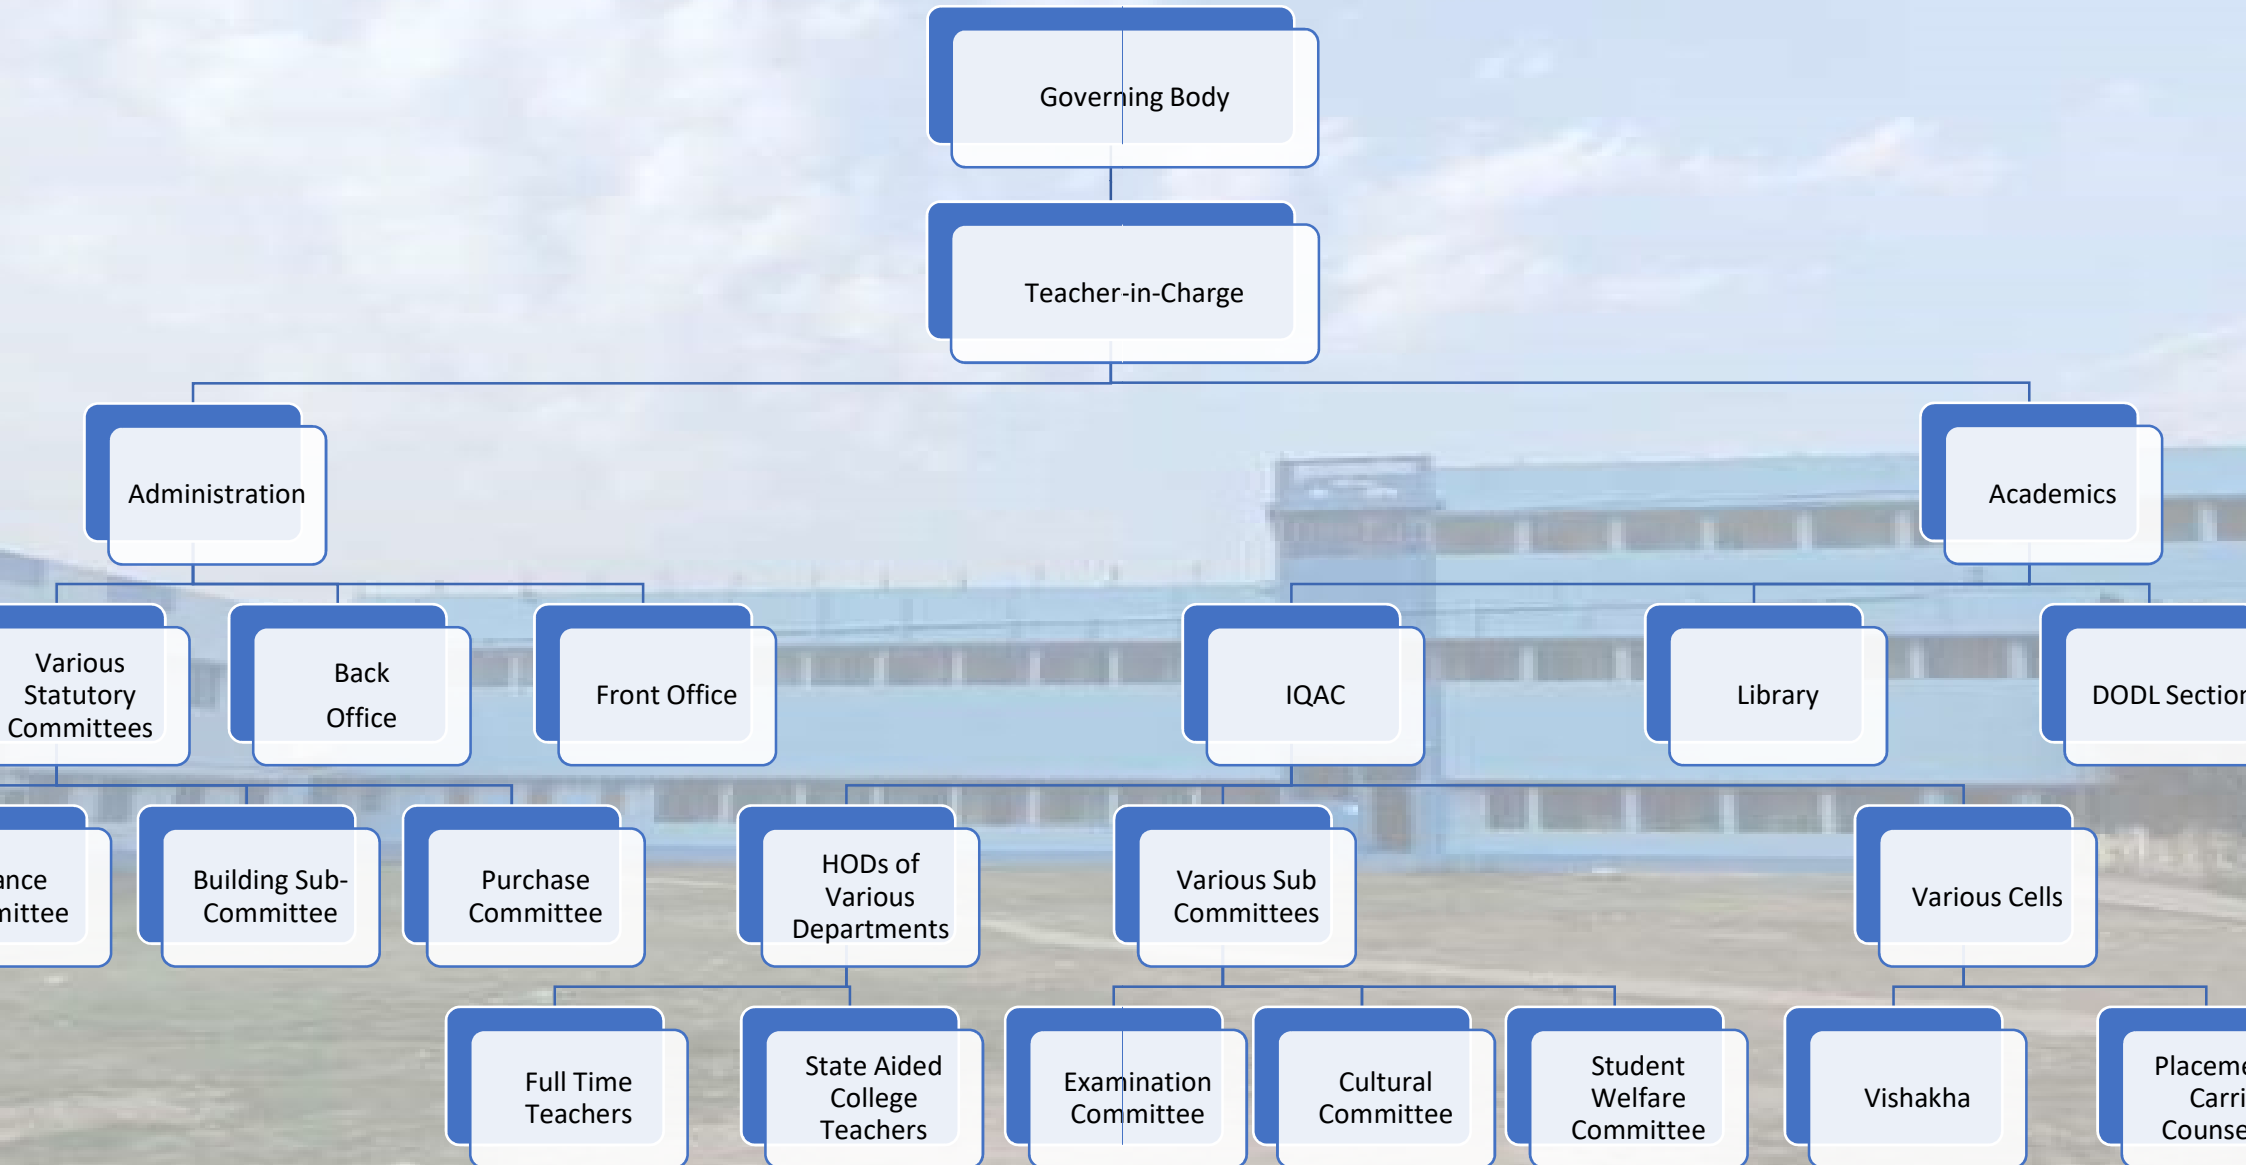 Governing Body
Teacher-in-Charge
Administration
Academics
Various
Statutory
Committees
Back
Office
Front Office
IQAC
Library
DODL Section
Building Sub-
Committee
Purchase
Committee
HODs of
Various
Departments
Various Sub
Committees
Various Cells
Full Time
Teachers
State Aided
College
Teachers
Examination
Committee
Cultural
Committee
Student
Welfare
Committee
Vishakha